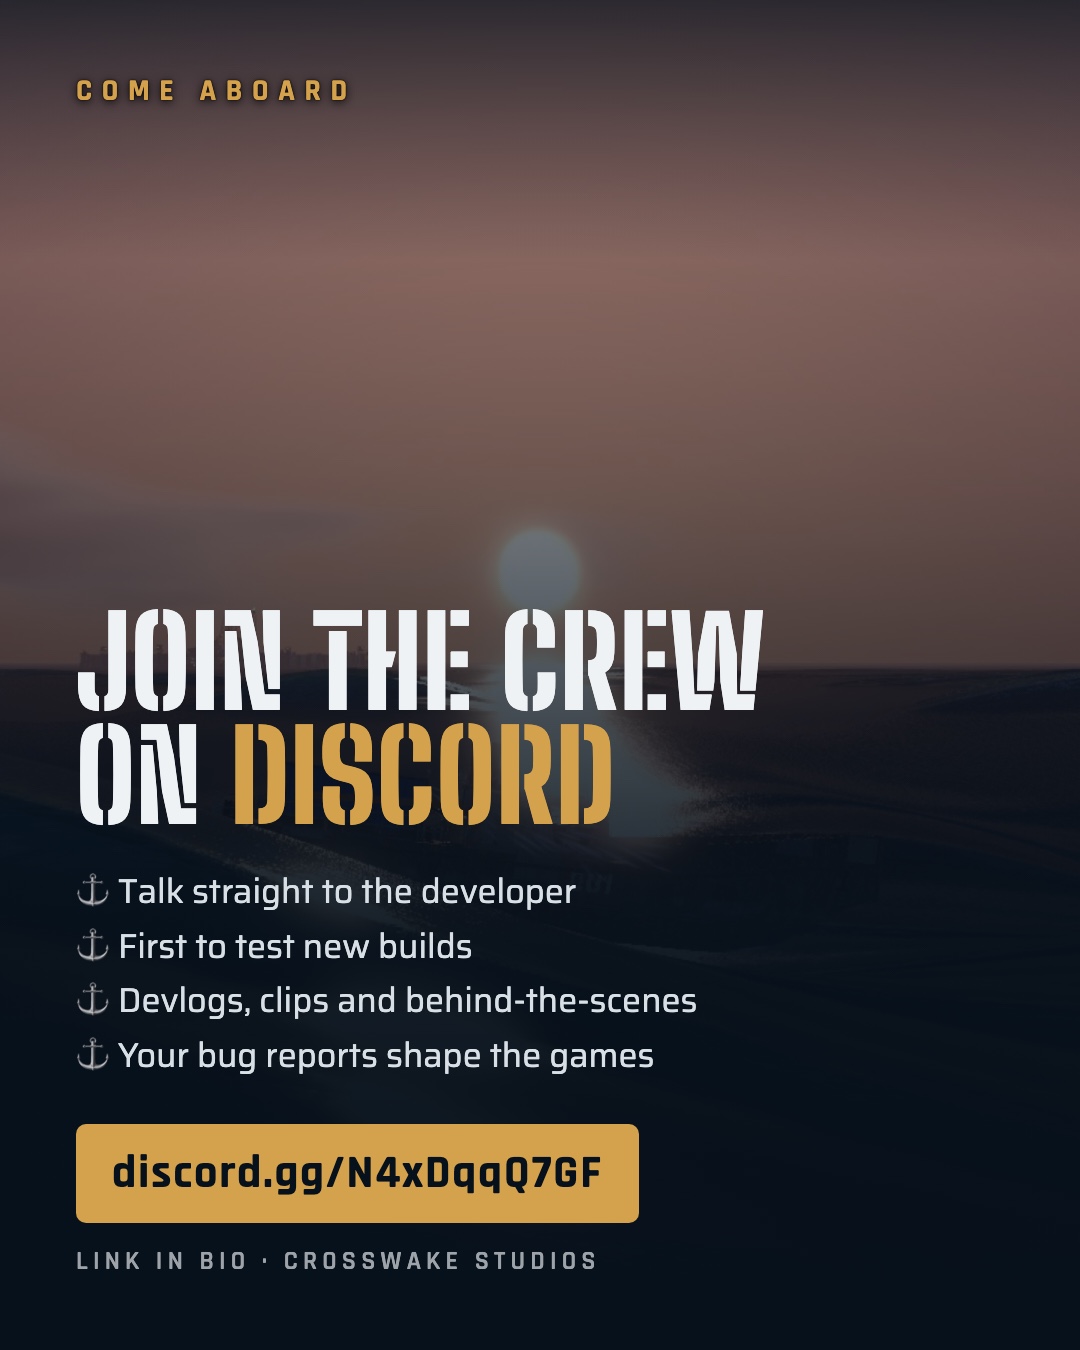 COME ABOARD
JOIN THE CREW
ON DISCORD
⚓ Talk straight to the developer
⚓ First to test new builds
⚓ Devlogs, clips and behind-the-scenes
⚓ Your bug reports shape the games
discord.gg/N4xDqqQ7GF
LINK IN BIO · CROSSWAKE STUDIOS